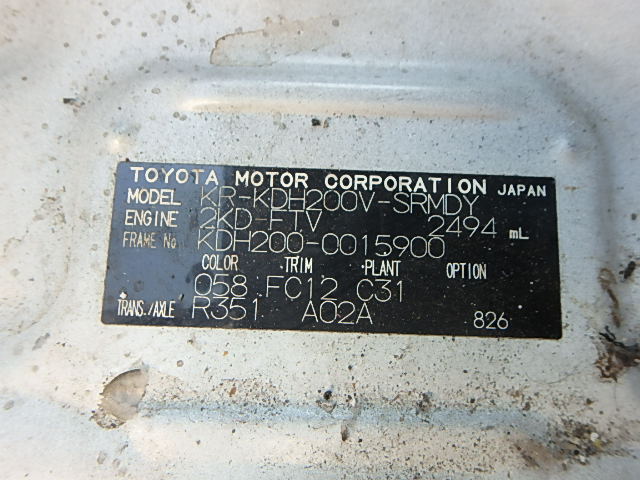 TOYOTA MOTOR CORPORATION JAPAN
MODEL KR-KDH200V-SRMDY
ENGINE 2KD-FTV 2494 mL
FRAME No. KDH200-0015900
COLOR TRIM PLANT OPTION
058 FC12 C31
TRANS./AXLE R351 A02A 826